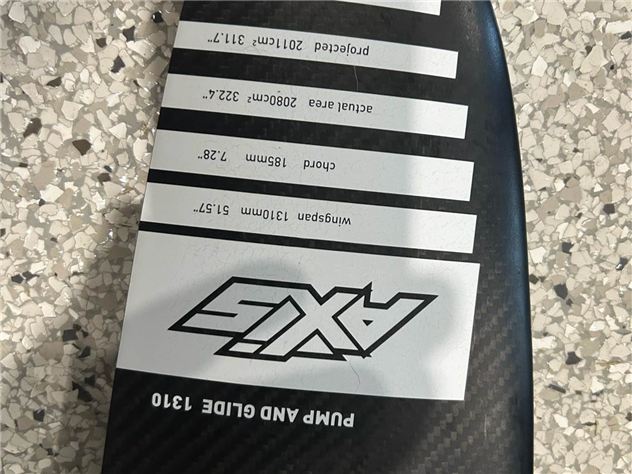 PUMP AND GLIDE 1310
AXIS
wingspan 1310mm 51.57"
chord 185mm 7.28"
actual area 2080cm² 322.4"
projected 2011cm² 311.7"